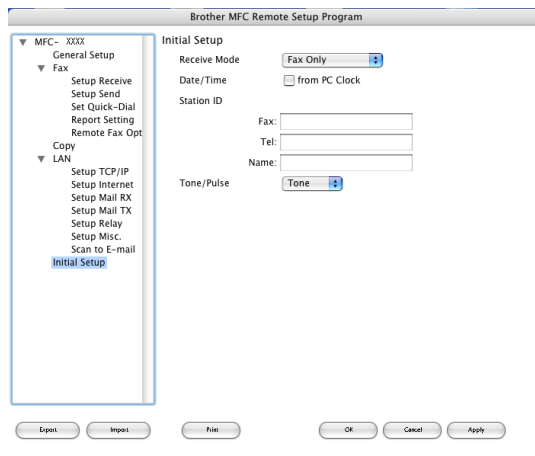 Brother MFC Remote Setup Program
MFC- XXXX
General Setup
Fax
Setup Receive
Setup Send
Set Quick-Dial
Report Setting
Remote Fax Opt
Copy
LAN
Setup TCP/IP
Setup Internet
Setup Mail RX
Setup Mail TX
Setup Relay
Setup Misc.
Scan to E-mail
Initial Setup
Initial Setup
Receive Mode Fax Only
Date/Time from PC Clock
Station ID
Fax:
Tel:
Name:
Tone/Pulse Tone
Export Import Print OK Cancel Apply